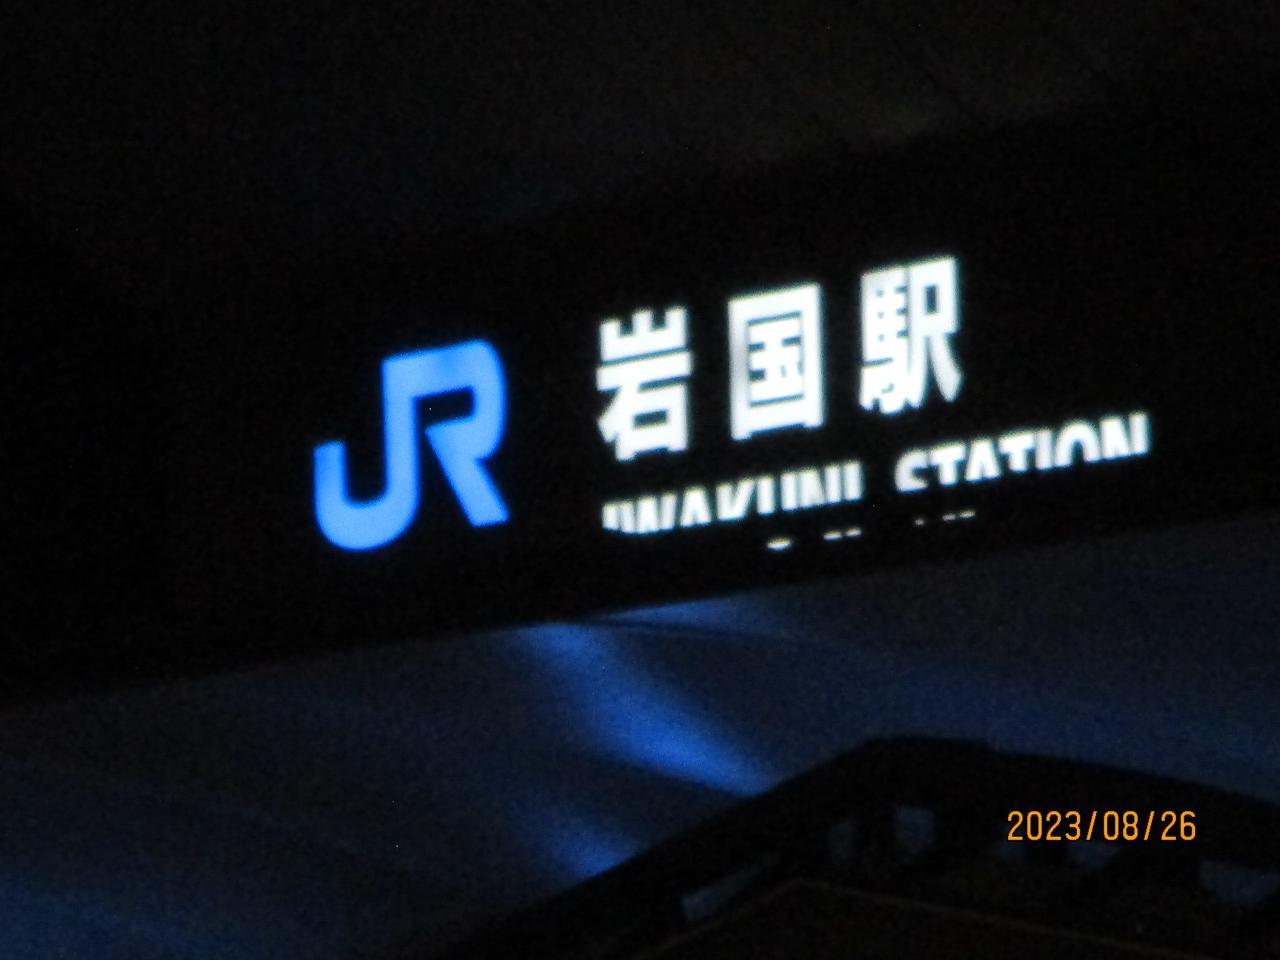 JR 岩国駅
IWAKUNI STATION
2023/08/26